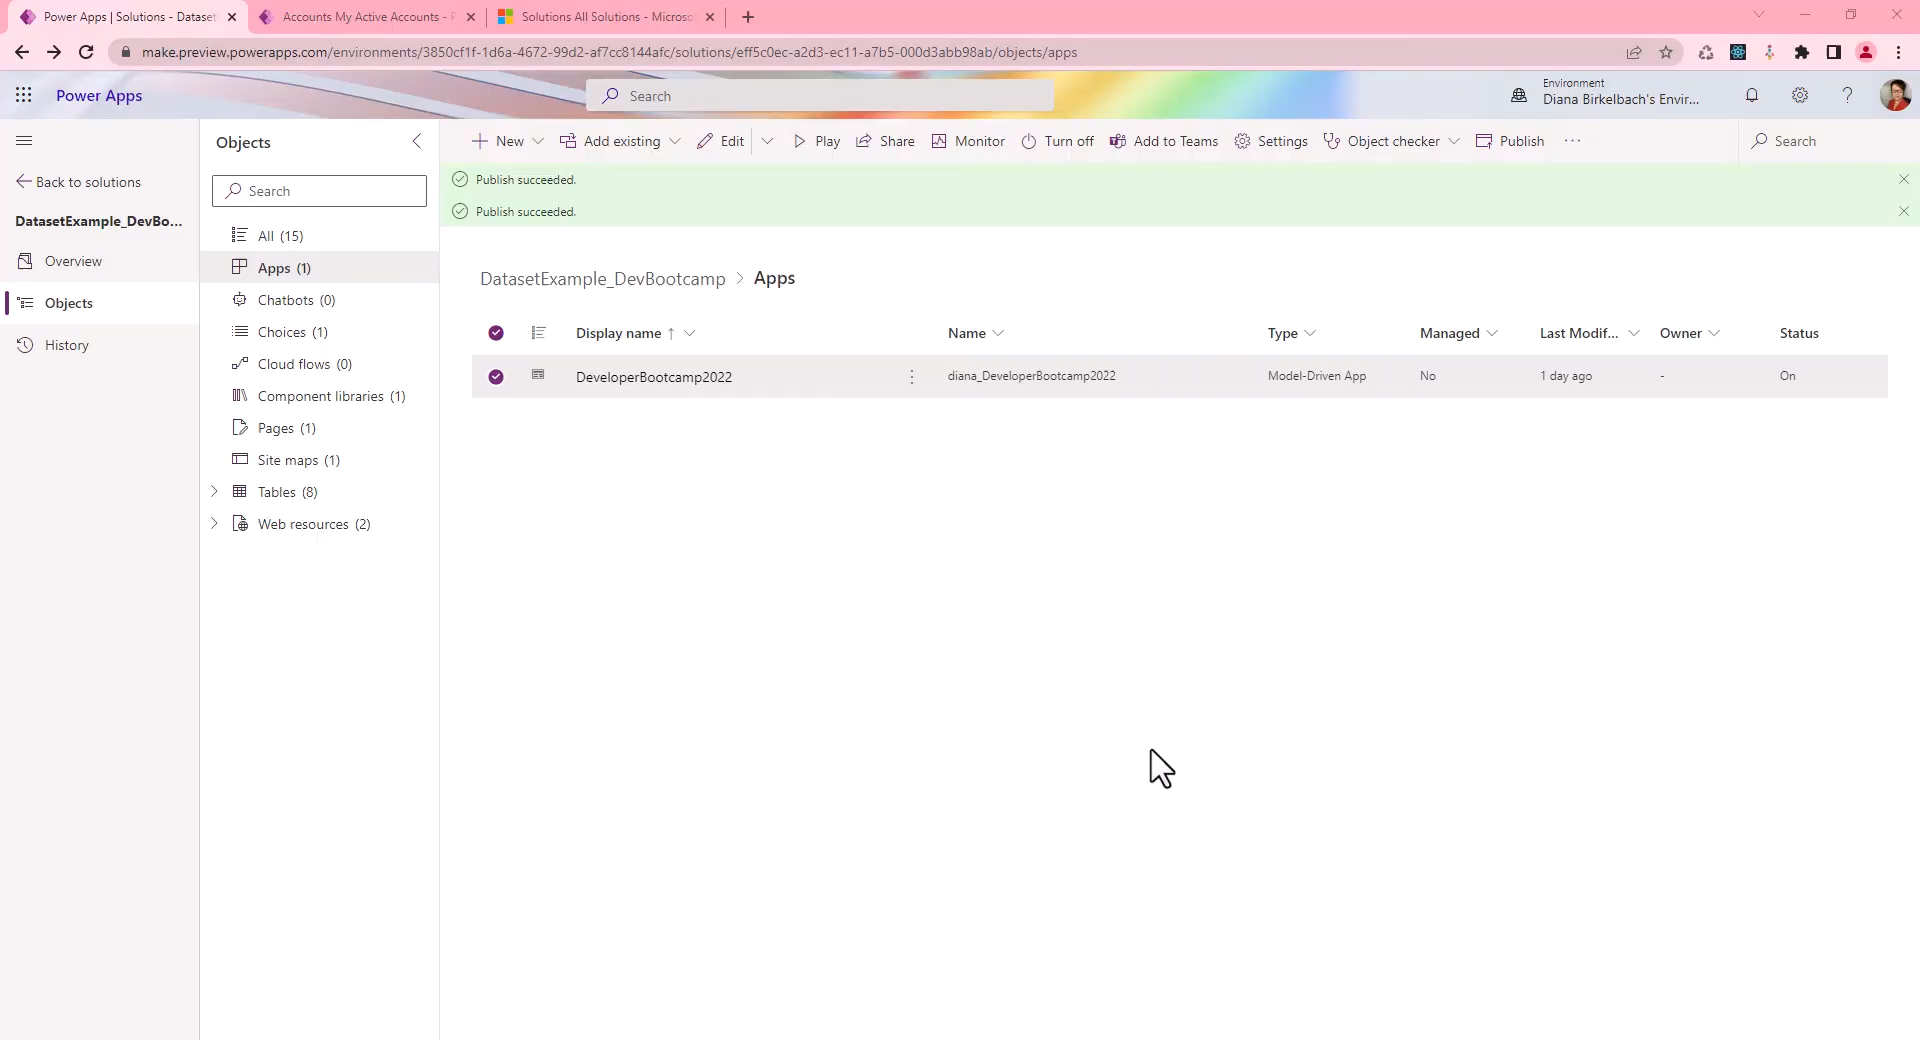 Power Apps | Solutions - Dataset
Accounts My Active Accounts - P
Solutions All Solutions - Microso
make.preview.powerapps.com/environments/3850cf1f-1d6a-4672-99d2-af7cc8144afc/solutions/eff5c0ec-a2d3-ec11-a7b5-000d3abb98ab/objects/apps
Power Apps
Search
Environment
Diana Birkelbach's Envir...
Objects
New
Add existing
Edit
Play
Share
Monitor
Turn off
Add to Teams
Settings
Object checker
Publish
Search
Back to solutions
DatasetExample_DevBo...
Overview
Objects
History
Search
All (15)
Apps (1)
Chatbots (0)
Choices (1)
Cloud flows (0)
Component libraries (1)
Pages (1)
Site maps (1)
Tables (8)
Web resources (2)
Publish succeeded.
Publish succeeded.
DatasetExample_DevBootcamp > Apps
Display name ↑ Name Type Managed Last Modif... Owner Status
DeveloperBootcamp2022 diana_DeveloperBootcamp2022 Model-Driven App No 1 day ago - On